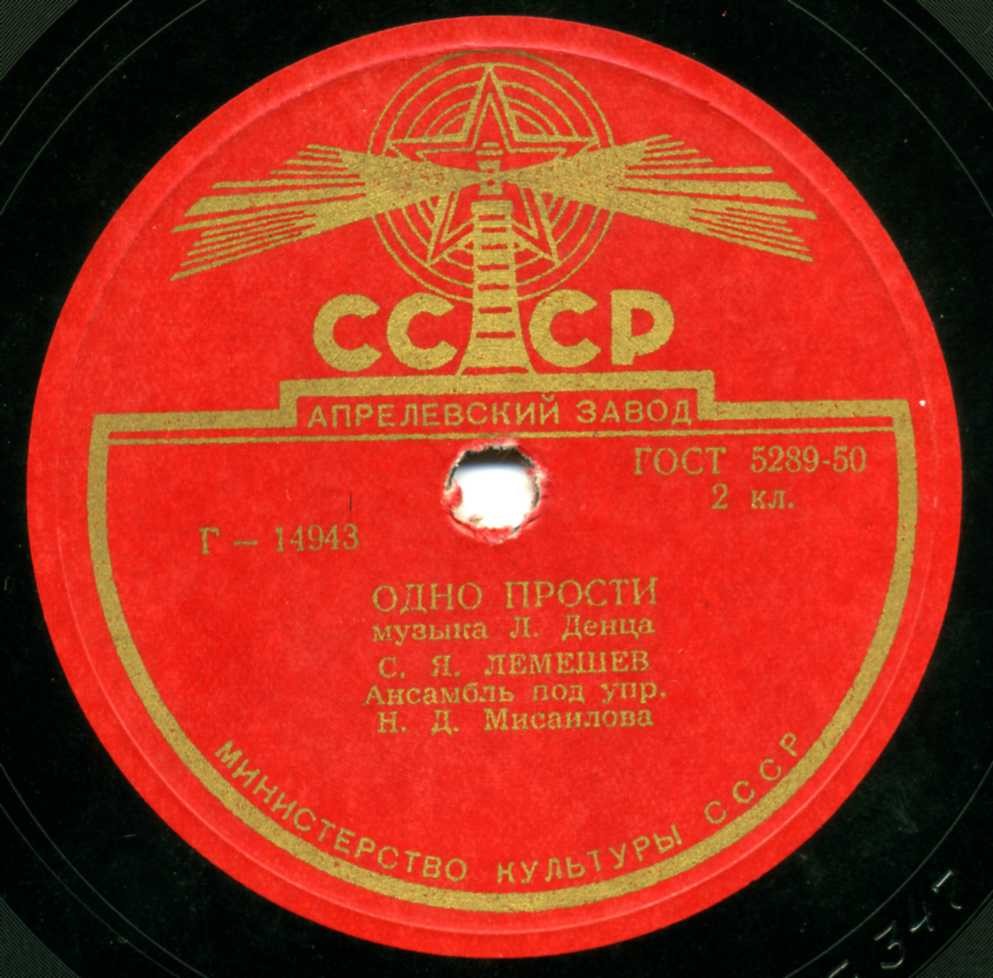 СССР
АПРЕЛЕВСКИЙ ЗАВОД
ГОСТ 5289-50
2 кл.
Г – 14943
ОДНО ПРОСТИ
музыка Л. Денца
С. Я. ЛЕМЕШЕВ
Ансамбль под упр.
Н. Д. Мисаилова
МИНИСТЕРСТВО КУЛЬТУРЫ СССР
347